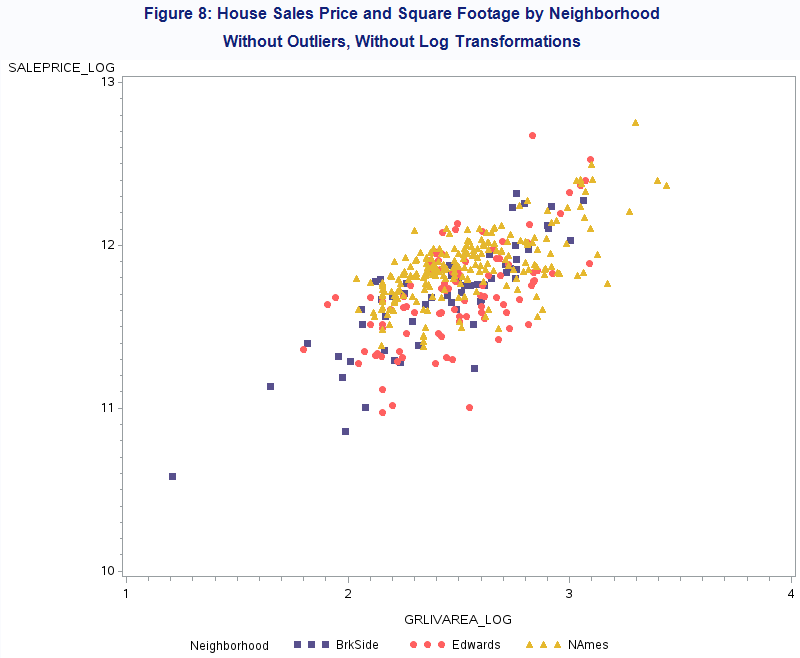 Figure 8: House Sales Price and Square Footage by Neighborhood
Without Outliers, Without Log Transformations
SALEPRICE_LOG
13
12
11
10
1 2 3 4
GRLIVAREA_LOG
Neighborhood BrkSide Edwards NAmes